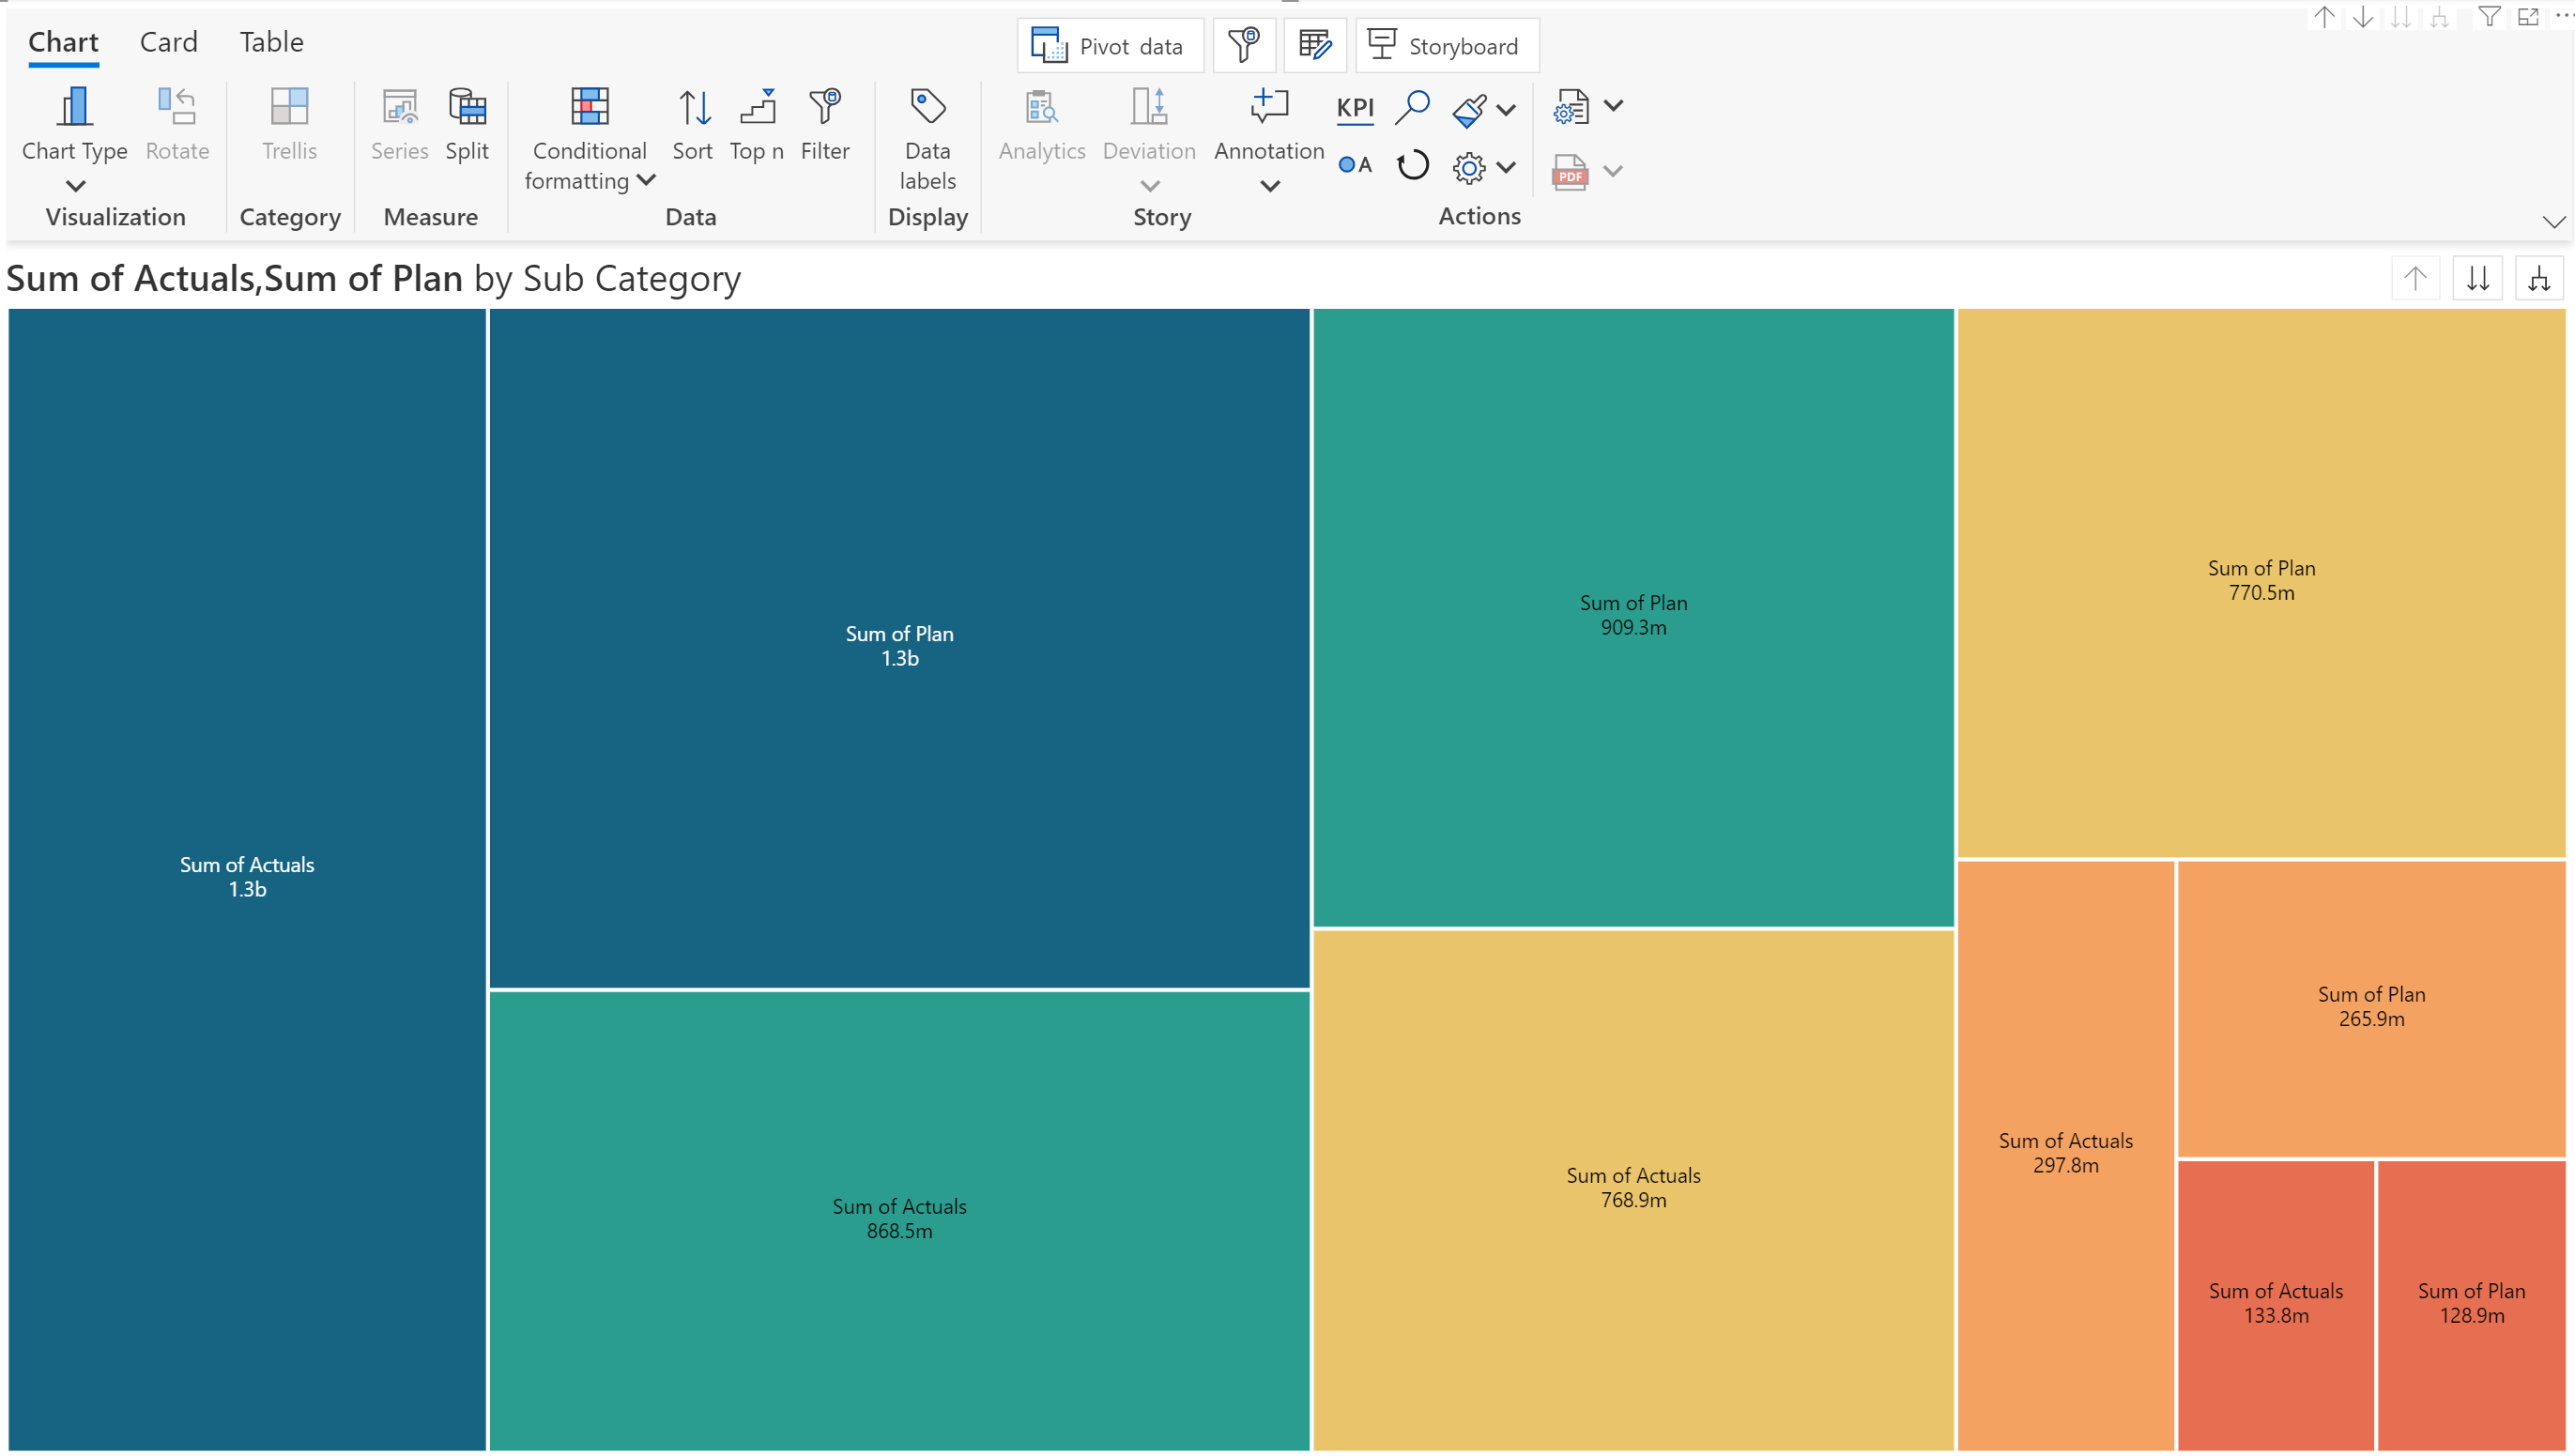 Chart Card Table
Pivot data
Storyboard
Chart Type
Rotate
Trellis
Series
Split
Conditional
formatting
Sort
Top n
Filter
Data
labels
Analytics
Deviation
Annotation
KPI
A
PDF
Visualization
Category
Measure
Data
Display
Story
Actions
Sum of Actuals,Sum of Plan by Sub Category
Sum of Actuals
1.3b
Sum of Plan
1.3b
Sum of Actuals
868.5m
Sum of Plan
909.3m
Sum of Actuals
768.9m
Sum of Plan
770.5m
Sum of Actuals
297.8m
Sum of Plan
265.9m
Sum of Actuals
133.8m
Sum of Plan
128.9m